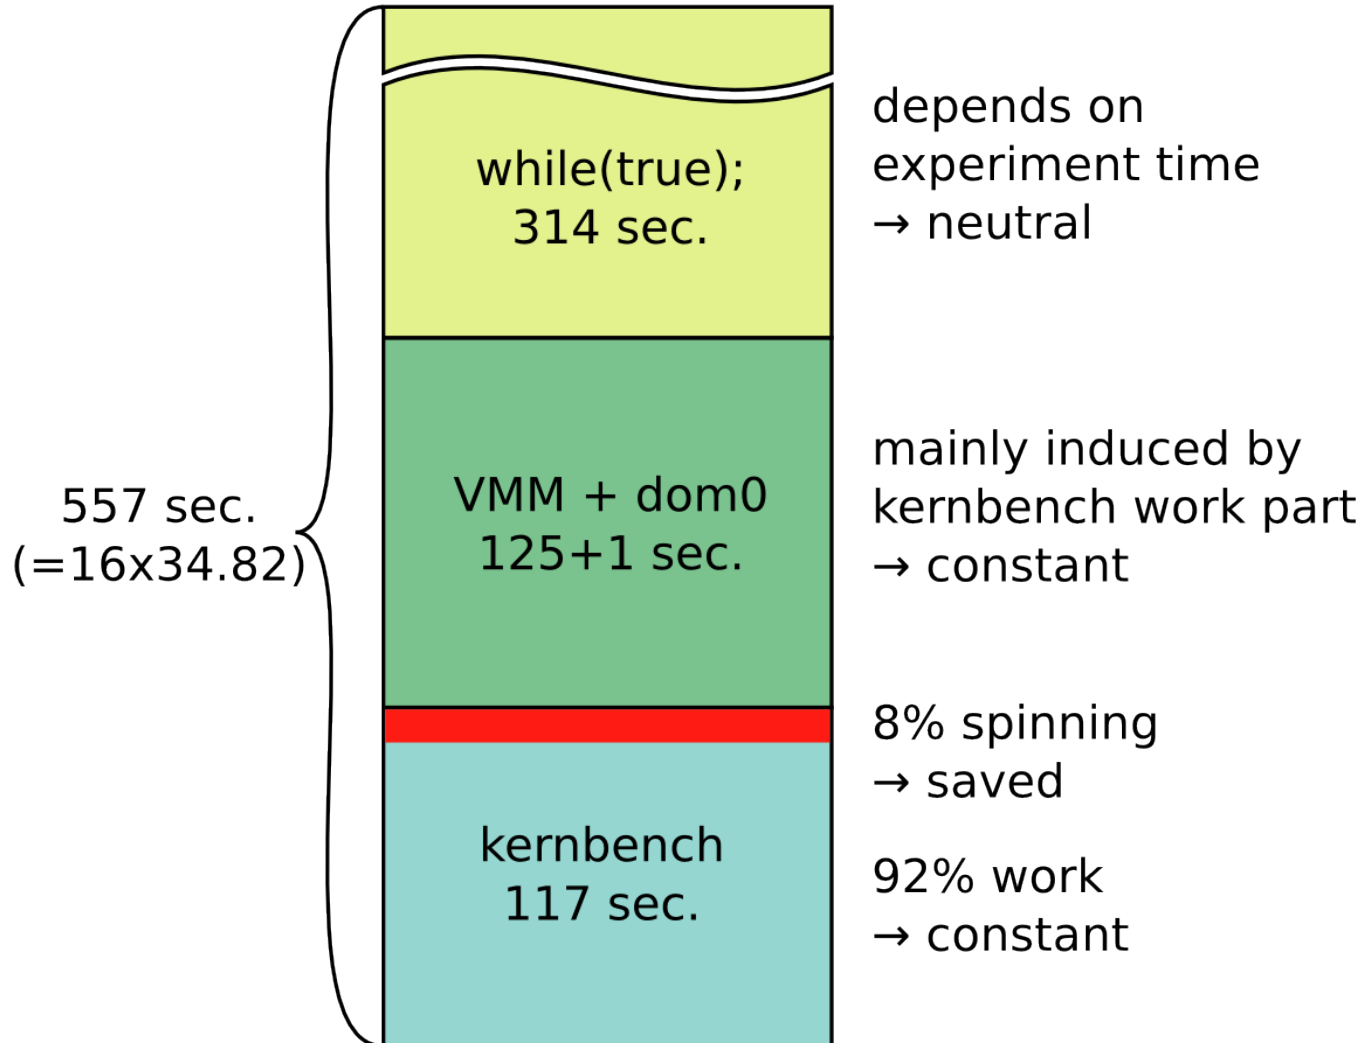 depends on
experiment time
→ neutral
while(true);
314 sec.
mainly induced by
kernbench work part
→ constant
VMM + dom0
125+1 sec.
557 sec.
(=16x34.82)
8% spinning
→ saved
kernbench
117 sec.
92% work
→ constant